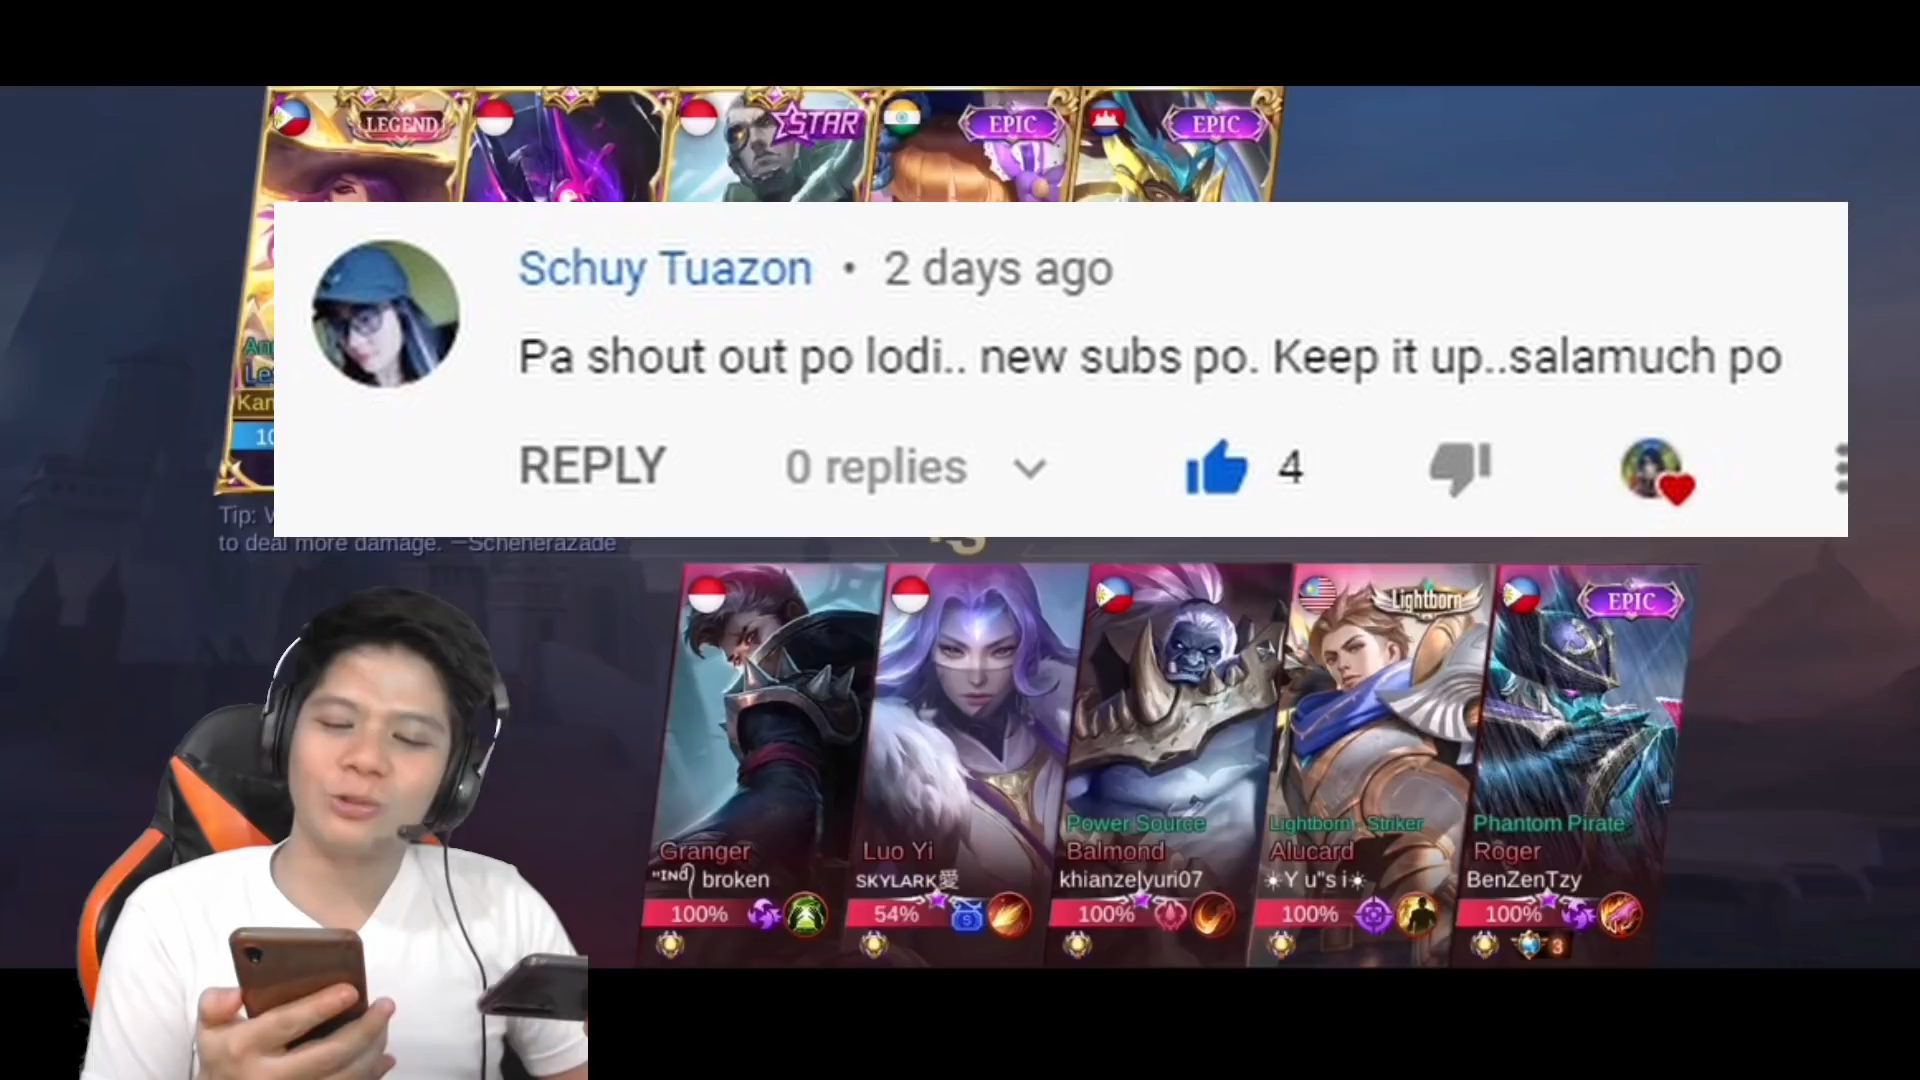 LEGEND
STAR
EPIC
EPIC
Schuy Tuazon • 2 days ago
Pa shout out po lodi.. new subs po. Keep it up..salamuch po
REPLY 0 replies 4
Tip:
to deal more damage. —Scheherazade
Lightborn
EPIC
Power Source
Lightborn - Striker
Phantom Pirate
Granger
Luo Yi
Balmond
Alucard
Roger
broken
SKYLARK愛
khianzelyuri07
☀Y u"s i☀
BenZenTzy
100%
54%
100%
100%
100%
3